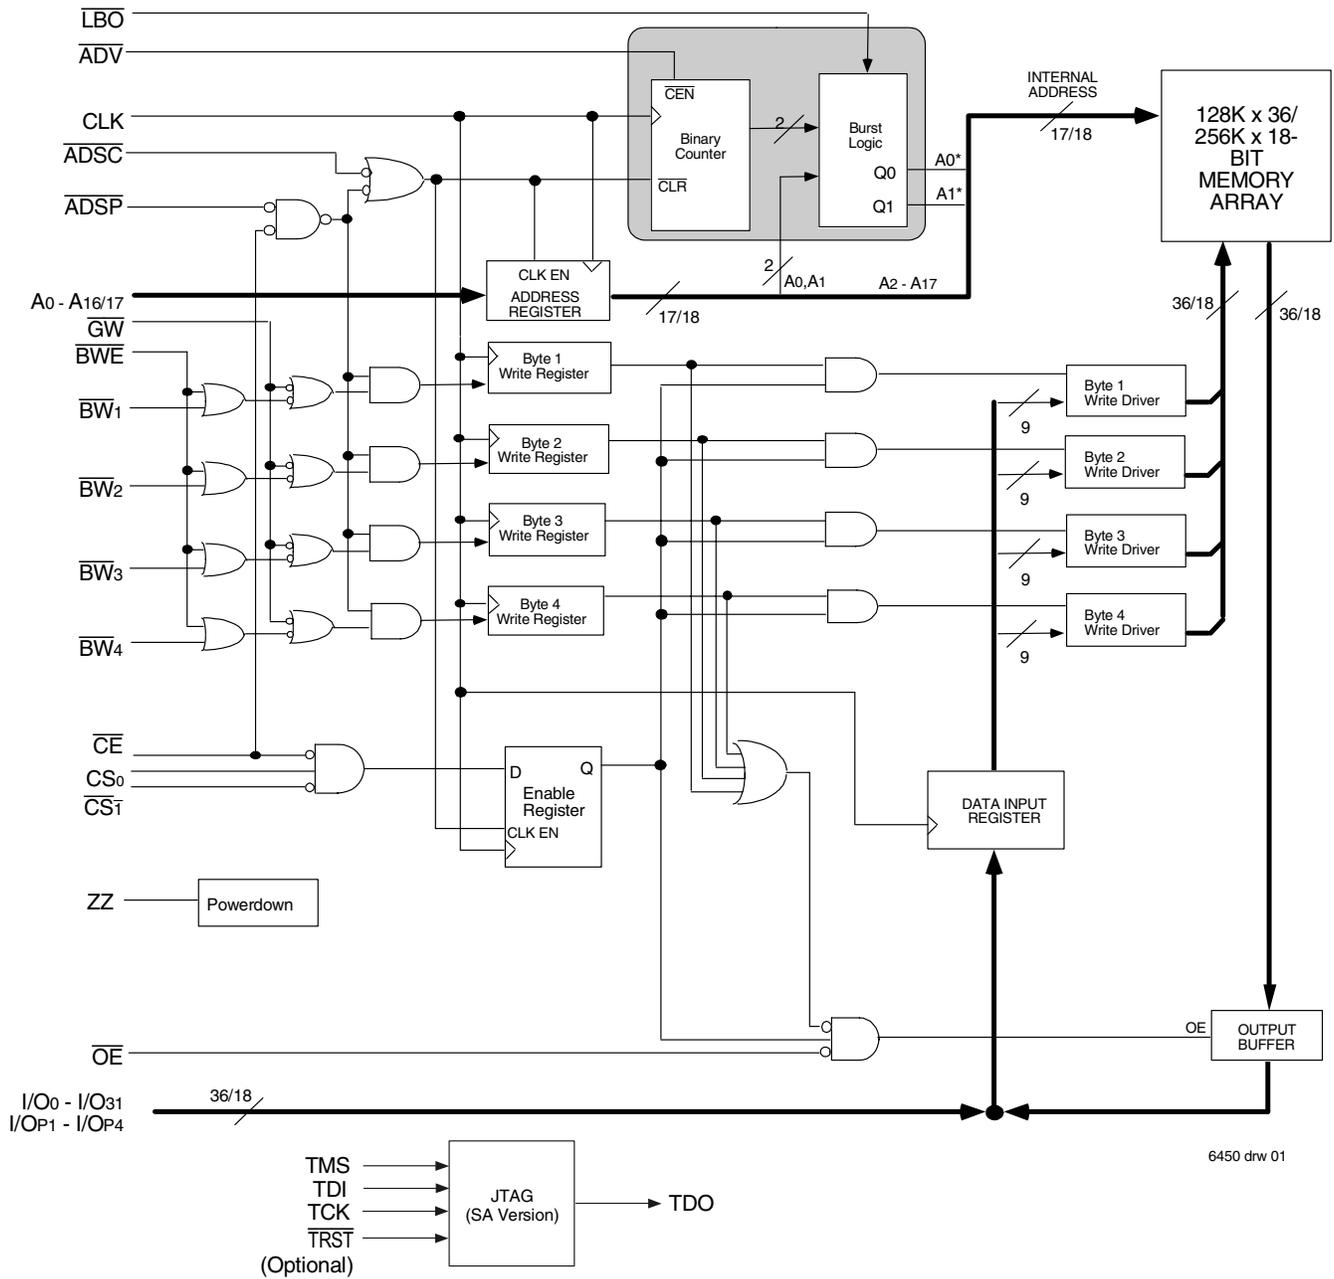 LBO
ADV
CEN
CLK
Binary
Counter
2
Burst
Logic
INTERNAL
ADDRESS
17/18
128K x 36/
256K x 18-
BIT
MEMORY
ARRAY
ADSC
A0*
Q0
CLR
A1*
Q1
ADSP
2
A0,A1
A2 - A17
CLK EN
ADDRESS
REGISTER
17/18
A0 - A16/17
36/18
36/18
GW
BWE
Byte 1
Write Register
Byte 1
Write Driver
BW1
9
Byte 2
Write Register
Byte 2
Write Driver
BW2
9
Byte 3
Write Register
Byte 3
Write Driver
BW3
9
Byte 4
Write Register
Byte 4
Write Driver
BW4
9
CE
CS0
CS1
D
Q
Enable
Register
CLK EN
DATA INPUT
REGISTER
ZZ
Powerdown
OE
OE
OUTPUT
BUFFER
36/18
I/O0 - I/O31
I/OP1 - I/OP4
6450 drw 01
TMS
TDI
TCK
TRST
(Optional)
JTAG
(SA Version)
TDO